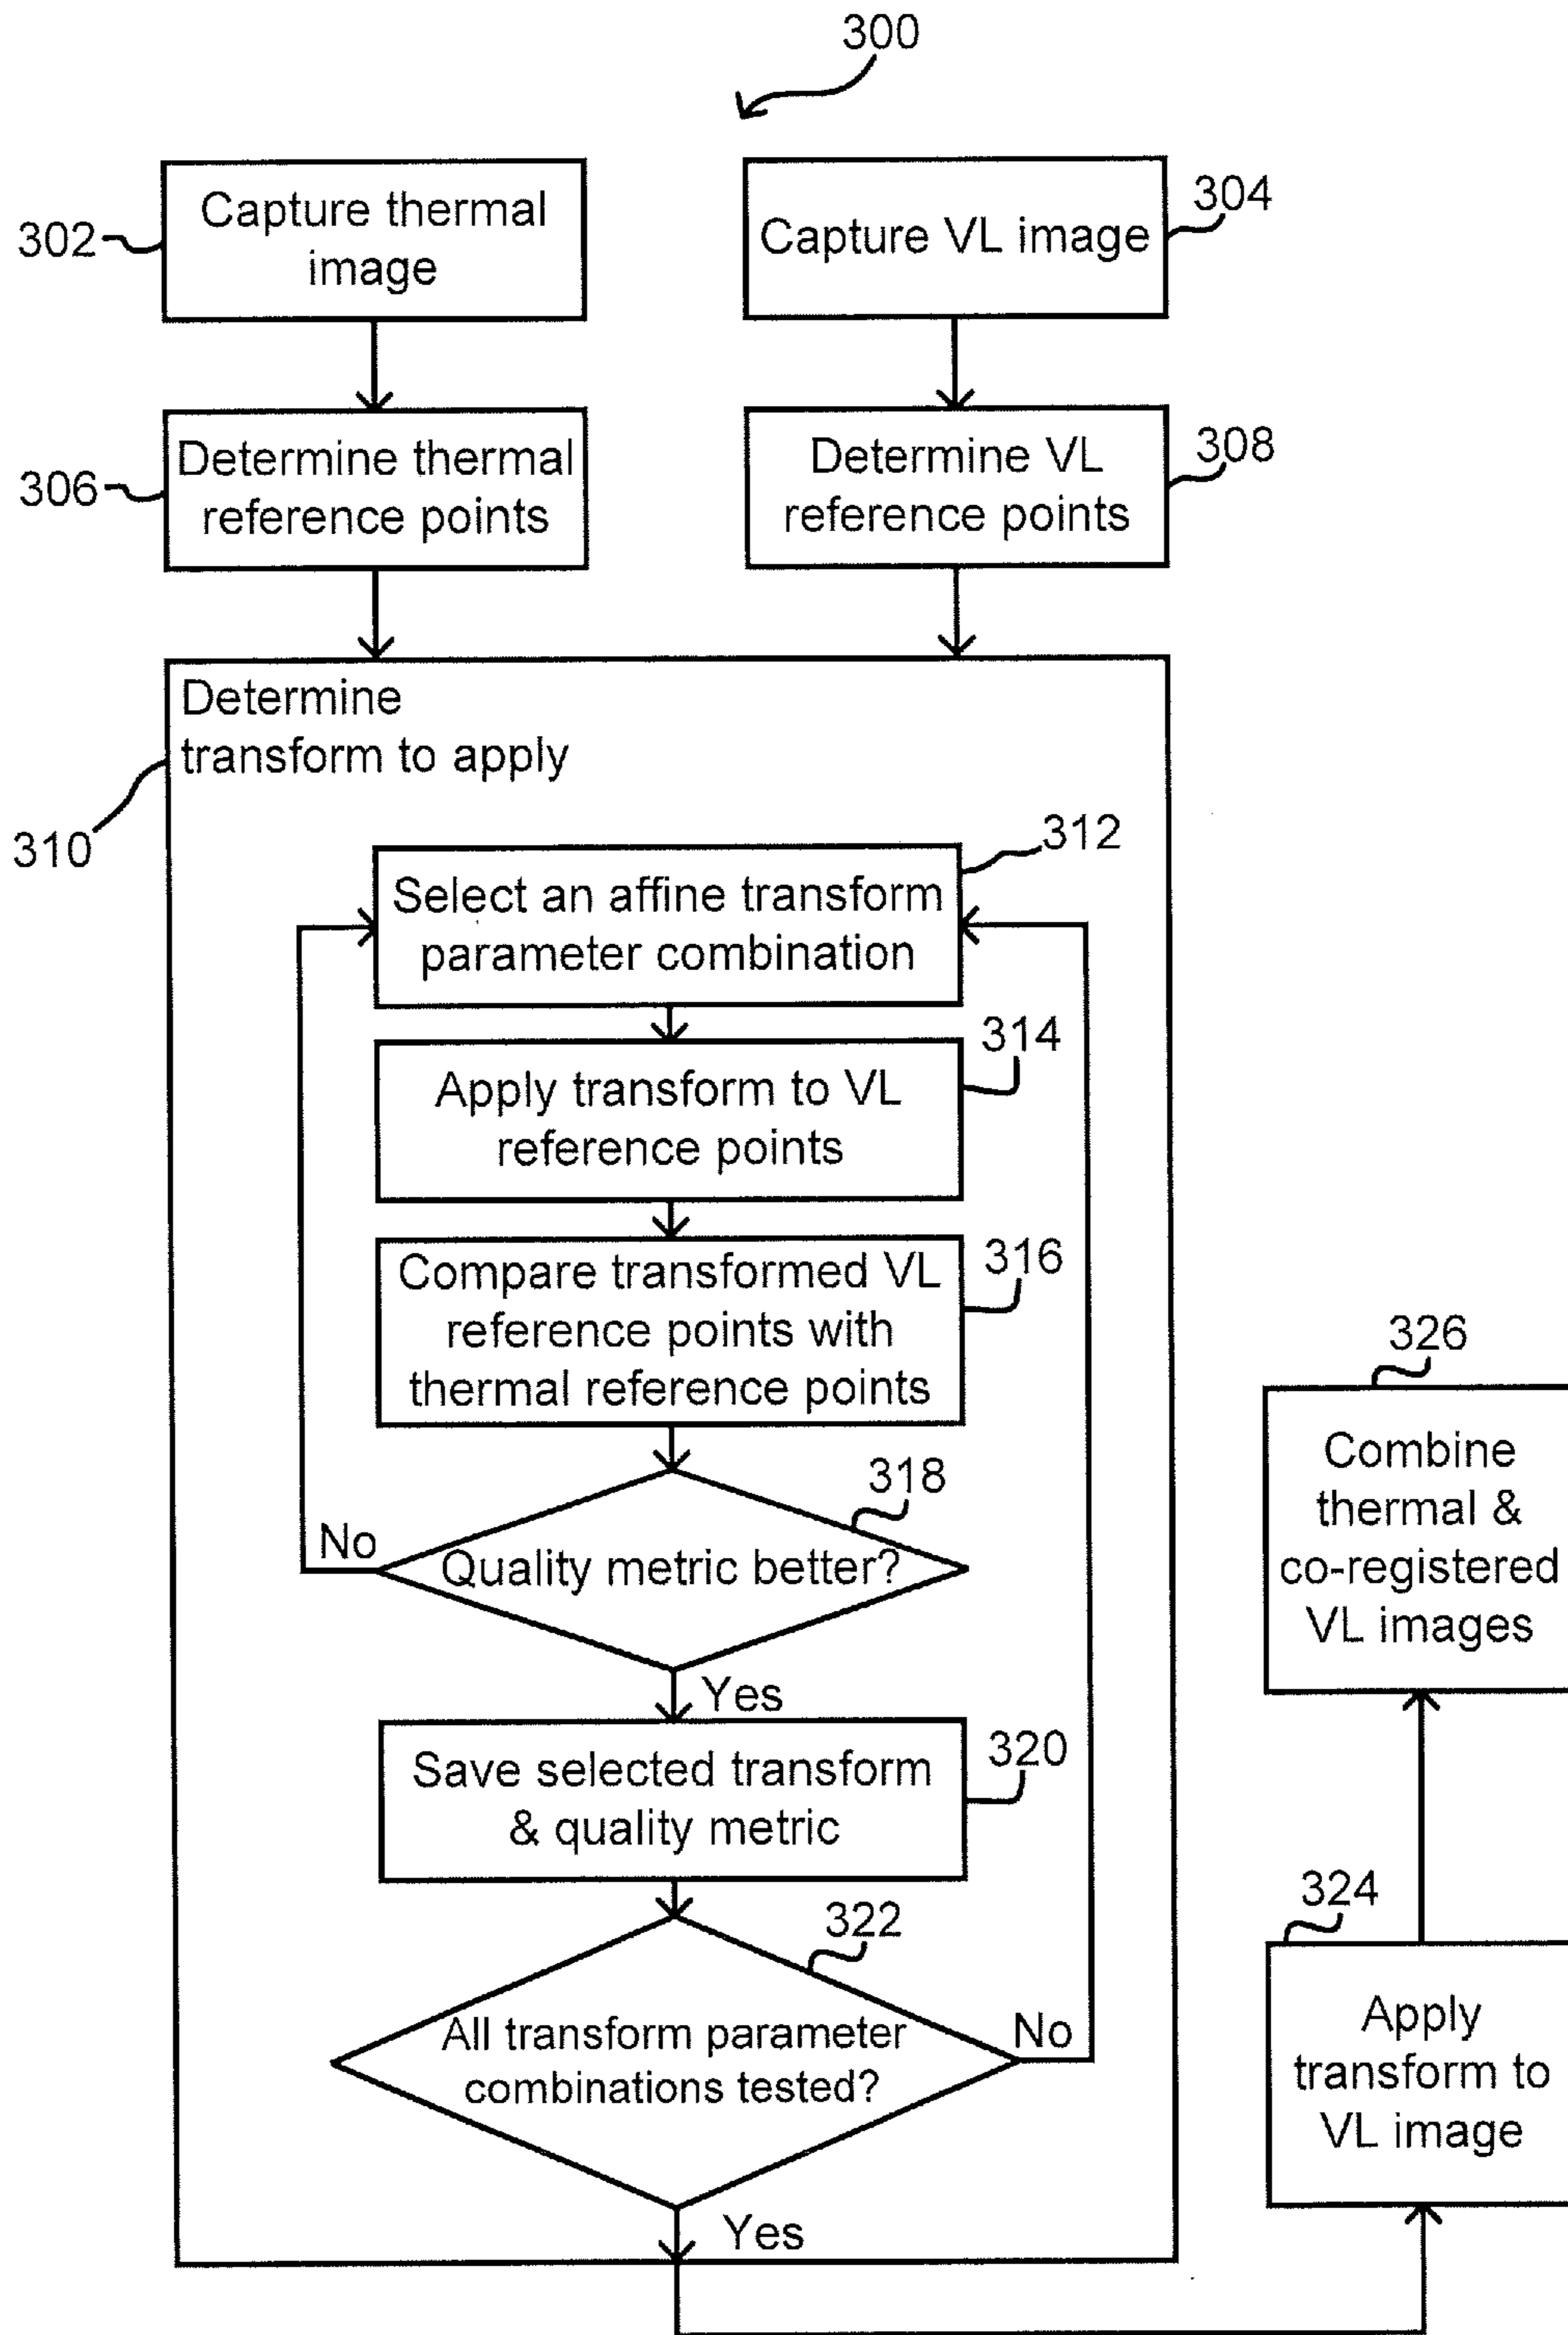 300
302
Capture thermal
image
Capture VL image
304
306
Determine thermal
reference points
Determine VL
reference points
308
Determine
transform to apply
310
312
Select an affine transform
parameter combination
314
Apply transform to VL
reference points
316
Compare transformed VL
reference points with
thermal reference points
318
No
Quality metric better?
Yes
320
Save selected transform
& quality metric
322
All transform parameter
combinations tested?
No
Yes
324
Apply
transform to
VL image
326
Combine
thermal &
co-registered
VL images